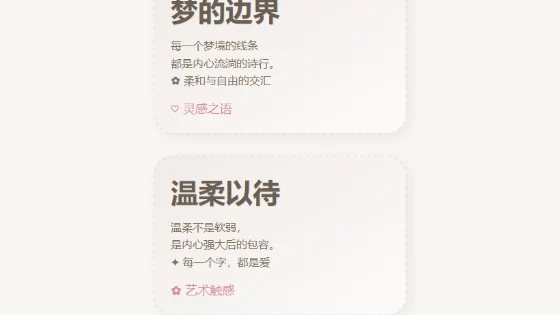 梦的边界
每一个梦境的线条
都是内心流淌的诗行。
✿ 柔和与自由的交汇
♡ 灵感之语
温柔以待
温柔不是软弱，
是内心强大后的包容。
✦ 每一个字，都是爱
✿ 艺术触感